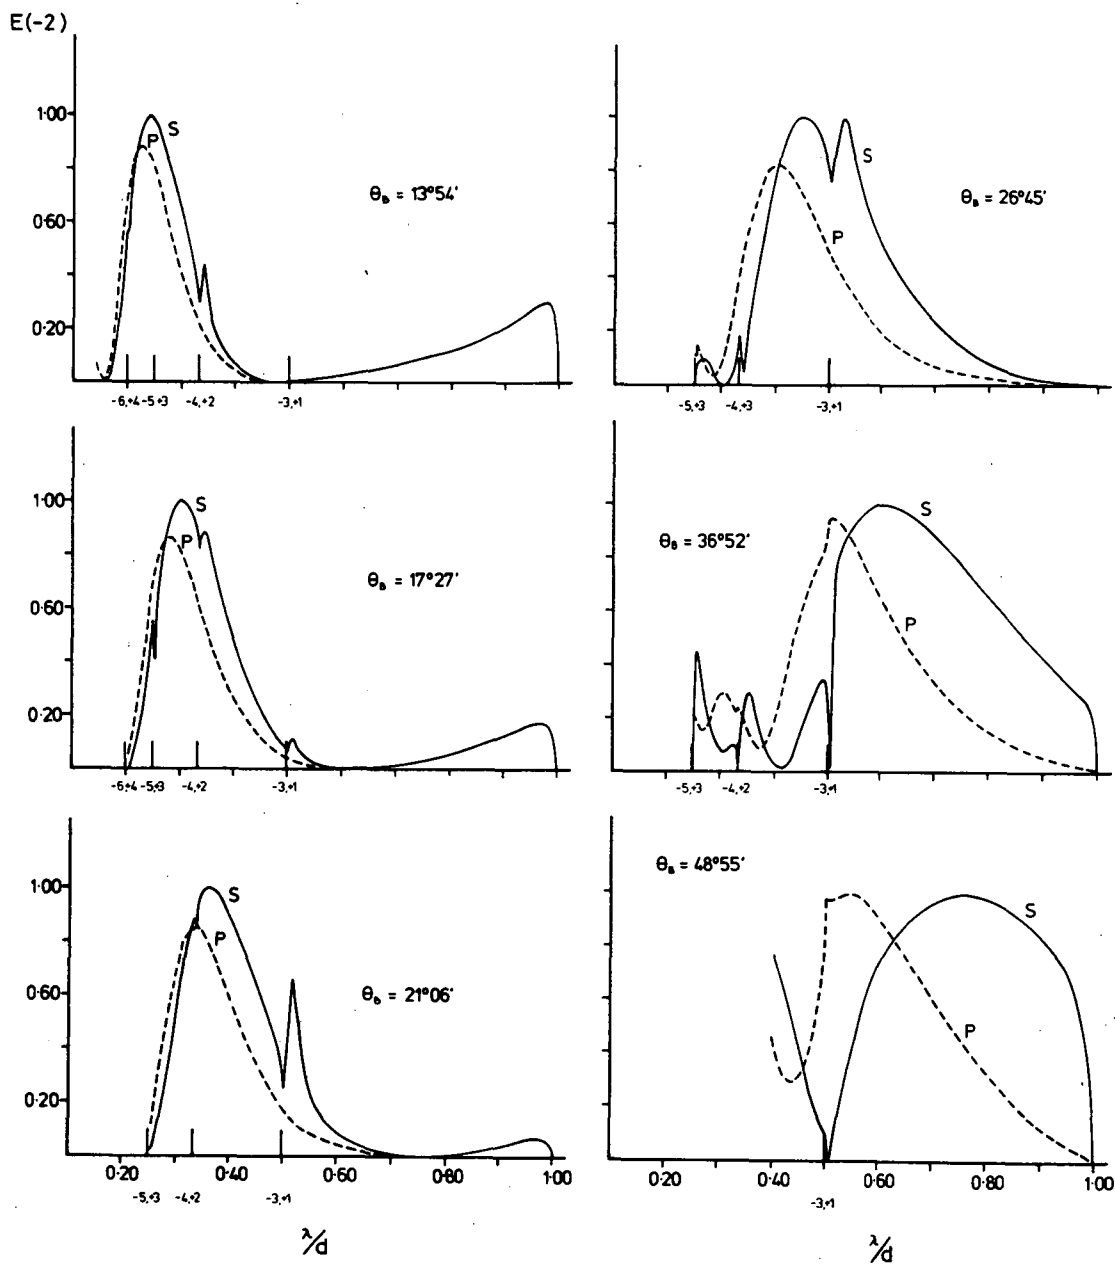 E(-2)
1·00
0·60
0·20
S
P
θB = 13°54'
-6,+4 -5+3 -4,+2 -3,+1
S
P
θB = 26°45'
-5,+3 -4,+3 -3,+1
1·00
0·60
0·20
S
P
θB = 17°27'
-6+4 -5,+3 -4,+2 -3,+1
S
P
θB = 36°52'
-5,+3 -4,+2 -3,+1
1·00
0·60
0·20
S
P
θB = 21°06'
0·20 0·40 0·60 0·80 1·00
-5,+3 -4,+2 -3,+1
λ/d
θB = 48°55'
S
P
0·20 0·40 0·60 0·80 1·00
-3,+1
λ/d